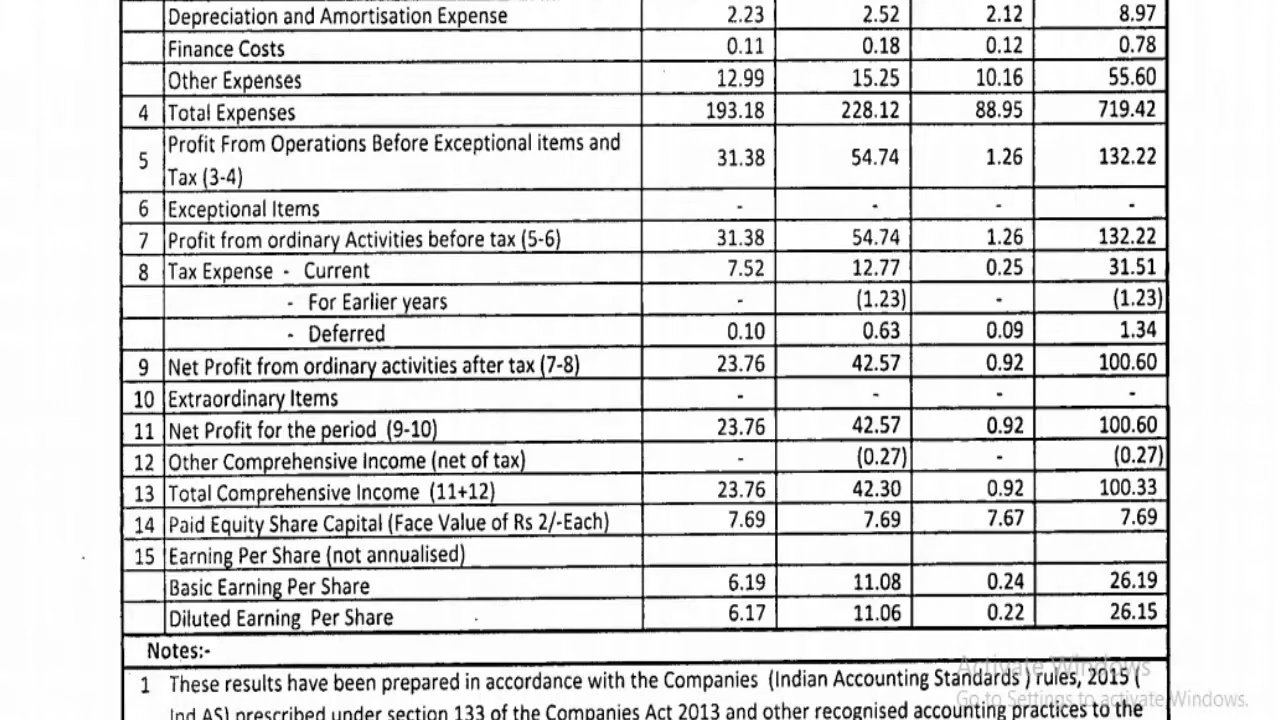 Depreciation and Amortisation Expense 2.23 2.52 2.12 8.97
Finance Costs 0.11 0.18 0.12 0.78
Other Expenses 12.99 15.25 10.16 55.60
4 Total Expenses 193.18 228.12 88.95 719.42
Profit From Operations Before Exceptional items and
5 Tax (3-4) 31.38 54.74 1.26 132.22
6 Exceptional Items - - - -
7 Profit from ordinary Activities before tax (5-6) 31.38 54.74 1.26 132.22
8 Tax Expense - Current 7.52 12.77 0.25 31.51
- For Earlier years - (1.23) - (1.23)
- Deferred 0.10 0.63 0.09 1.34
9 Net Profit from ordinary activities after tax (7-8) 23.76 42.57 0.92 100.60
10 Extraordinary Items - - - -
11 Net Profit for the period (9-10) 23.76 42.57 0.92 100.60
12 Other Comprehensive Income (net of tax) - (0.27) - (0.27)
13 Total Comprehensive Income (11+12) 23.76 42.30 0.92 100.33
14 Paid Equity Share Capital (Face Value of Rs 2/-Each) 7.69 7.69 7.67 7.69
15 Earning Per Share (not annualised)
Basic Earning Per Share 6.19 11.08 0.24 26.19
Diluted Earning Per Share 6.17 11.06 0.22 26.15
Notes:-
1 These results have been prepared in accordance with the Companies (Indian Accounting Standards ) rules, 2015 (
Ind AS) prescribed under section 133 of the Companies Act 2013 and other recognised accounting practices to the
Activate Windows
Go to Settings to activate Windows.